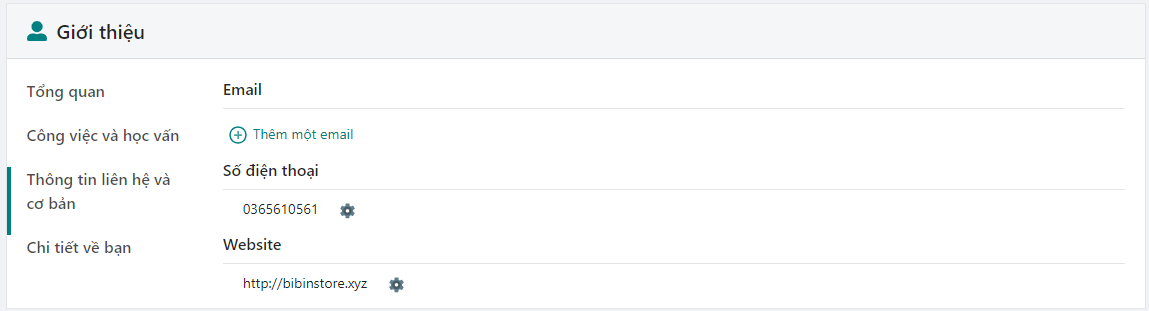 Giới thiệu
Tổng quan
Công việc và học vấn
Thông tin liên hệ và
cơ bản
Chi tiết về bạn
Email
Thêm một email
Số điện thoại
0365610561
Website
http://bibinstore.xyz